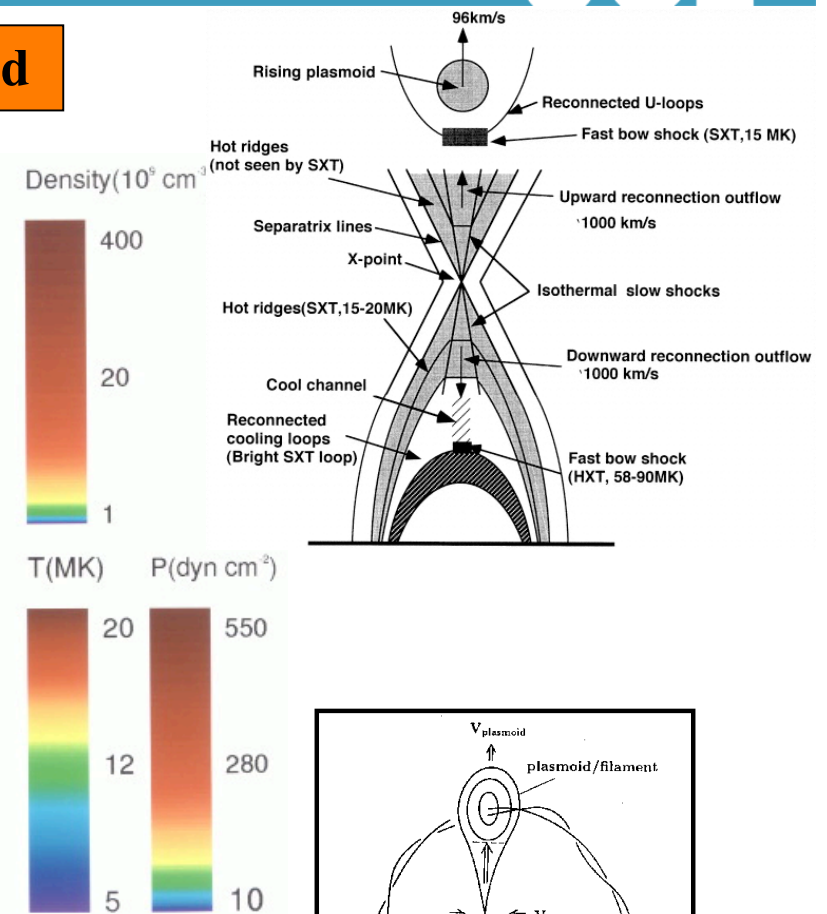 d
96km/s
Rising plasmoid
Reconnected U-loops
Fast bow shock (SXT,15 MK)
Hot ridges
(not seen by SXT)
Upward reconnection outflow
1000 km/s
Separatrix lines
X-point
Isothermal slow shocks
Hot ridges(SXT,15-20MK)
Downward reconnection outflow
1000 km/s
Cool channel
Reconnected
cooling loops
(Bright SXT loop)
Fast bow shock
(HXT, 58-90MK)
Density(10⁹ cm⁻³
400
20
1
T(MK)
20
12
5
P(dyn cm⁻²)
550
280
10
Vplasmoid
plasmoid/filament